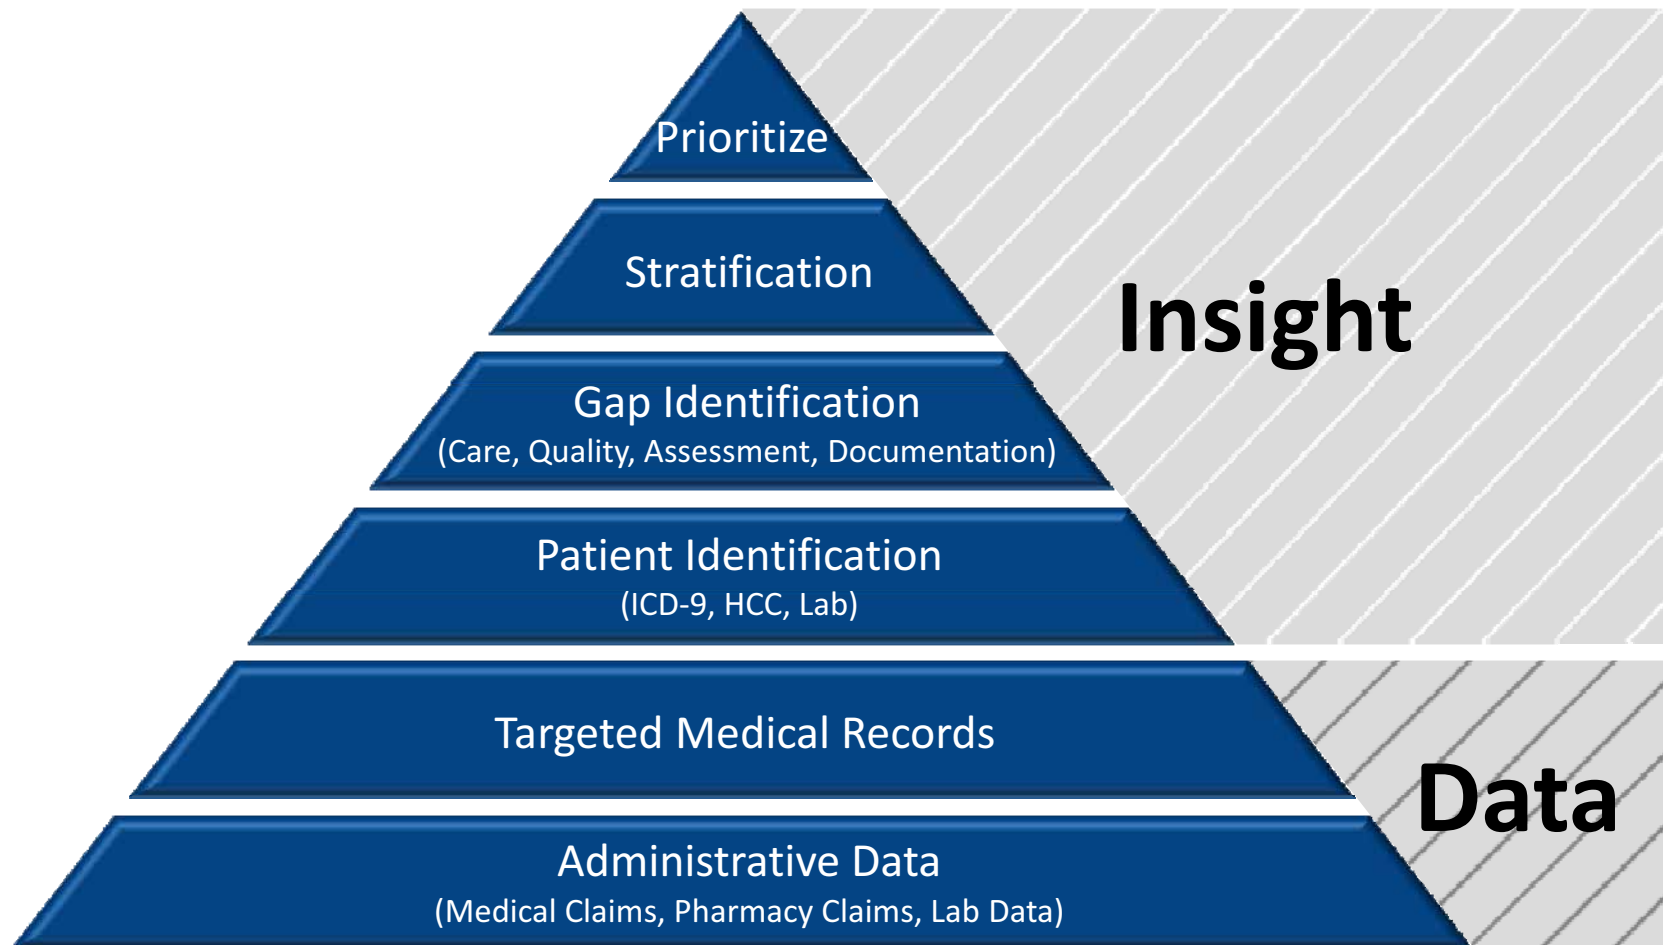 Prioritize
Stratification
Insight
Gap Identification
(Care, Quality, Assessment, Documentation)
Patient Identification
(ICD-9, HCC, Lab)
Targeted Medical Records
Data
Administrative Data
(Medical Claims, Pharmacy Claims, Lab Data)